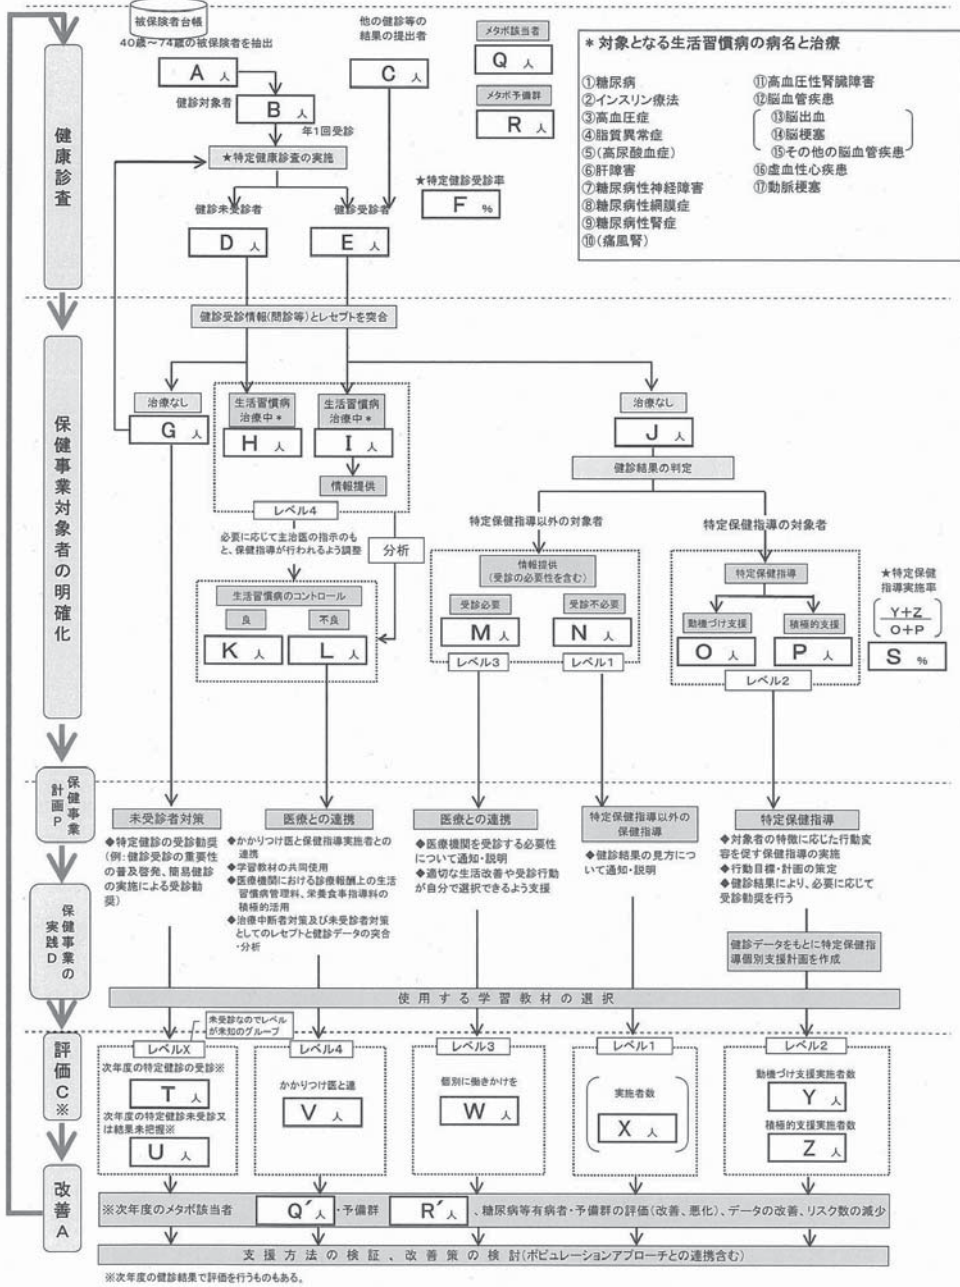 被保険者台帳
40歳～74歳の被保険者を抽出
A 人
健診対象者
B 人
年1回受診
★特定健康診査の実施
他の健診等の
結果の提出者
C 人
メタボ該当者
Q 人
メタボ予備群
R 人
★特定健診受診率
F %
健診未受診者
D 人
健診受診者
E 人
*対象となる生活習慣病の病名と治療
①糖尿病
②インスリン療法
③高血圧症
④脂質異常症
⑤(高尿酸血症)
⑥肝障害
⑦糖尿病性神経障害
⑧糖尿病性網膜症
⑨糖尿病性腎症
⑩(痛風腎)
⑪高血圧性腎臓障害
⑫脳血管疾患
⑬脳出血
⑭脳梗塞
⑮その他の脳血管疾患
⑯虚血性心疾患
⑰動脈梗塞
健康診査
健診受診情報(問診等)とレセプトを突合
保健事業対象者の明確化
治療なし
G 人
生活習慣病
治療中*
H 人
生活習慣病
治療中*
I 人
情報提供
レベル4
必要に応じて主治医の指示のも
と、保健指導が行われるよう調整
分析
生活習慣病のコントロール
良
K 人
不良
L 人
治療なし
J 人
健診結果の判定
特定保健指導以外の対象者
情報提供
(受診の必要性を含む)
受診必要
M 人
レベル3
受診不必要
N 人
レベル1
特定保健指導の対象者
特定保健指導
動機づけ支援
O 人
積極的支援
P 人
レベル2
★特定保健
指導実施率
Y+Z
O+P
S %
保健事業
計画P
未受診者対策
◆特定健診の受診勧奨
(例:健診受診の重要性
の普及啓発、簡易健診
の実施による受診勧
奨)
医療との連携
◆かかりつけ医と保健指導実施者との
連携
◆学習教材の共同使用
◆医療機関における診療報酬上の生活
習慣病管理料、栄養食事指導料の
積極的活用
◆治療中断者対策及び未受診者対策
としてのレセプトと健診データの突合
・分析
医療との連携
◆医療機関を受診する必要性
について通知・説明
◆適切な生活改善や受診行動
が自分で選択できるよう支援
特定保健指導以外の
保健指導
◆健診結果の見方につ
いて通知・説明
特定保健指導
◆対象者の特徴に応じた行動変
容を促す保健指導の実施
◆行動目標・計画の策定
◆健診結果により、必要に応じて
受診勧奨を行う
健診データをもとに特定保健指
導個別支援計画を作成
保健事業の
実践D
使用する学習教材の選択
評価C※
未受診なのでレベル
が未知のグループ
レベルX
次年度の特定健診の受診※
T 人
次年度の特定健診未受診又
は結果未把握※
U 人
レベル4
かかりつけ医と連
V 人
レベル3
個別に働きかけを
W 人
レベル1
実施者数
X 人
レベル2
動機づけ支援実施者数
Y 人
積極的支援実施者数
Z 人
改善A
※次年度のメタボ該当者 Q´人 ・予備群 R´人 、糖尿病等有病者・予備群の評価(改善、悪化)、データの改善、リスク数の減少
支援方法の検証、改善策の検討(ポピュレーションアプローチとの連携含む)
※次年度の健診結果で評価を行うものもある。